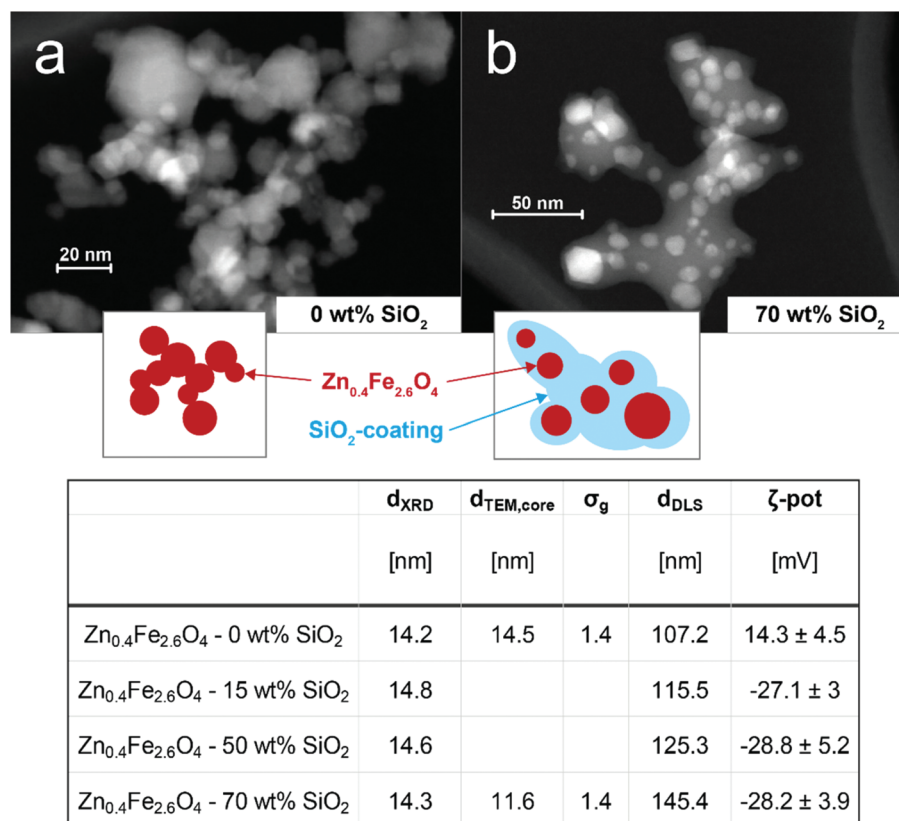 a
b
20 nm
50 nm
0 wt% SiO₂
70 wt% SiO₂
Zn₀.₄Fe₂.₆O₄
SiO₂-coating
d_XRD d_TEM,core σ_g d_DLS ζ-pot
[nm] [nm] [nm] [mV]
Zn₀.₄Fe₂.₆O₄ - 0 wt% SiO₂ 14.2 14.5 1.4 107.2 14.3 ± 4.5
Zn₀.₄Fe₂.₆O₄ - 15 wt% SiO₂ 14.8 115.5 -27.1 ± 3
Zn₀.₄Fe₂.₆O₄ - 50 wt% SiO₂ 14.6 125.3 -28.8 ± 5.2
Zn₀.₄Fe₂.₆O₄ - 70 wt% SiO₂ 14.3 11.6 1.4 145.4 -28.2 ± 3.9